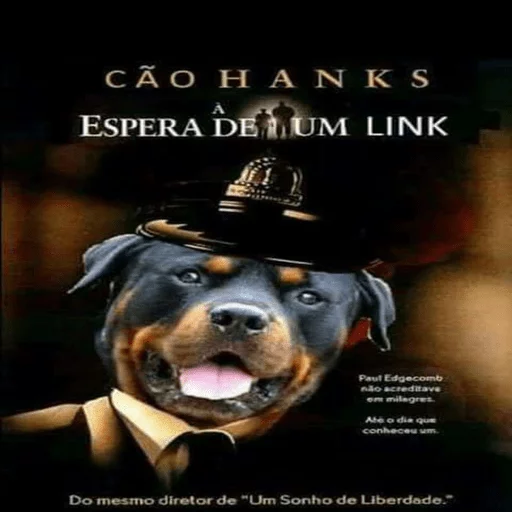 CÃO HANKS
À
ESPERA DE UM LINK
Paul Edgecomb
não acreditava
em milagres.
Até o dia que
conheceu um.
Do mesmo diretor de "Um Sonho de Liberdade."